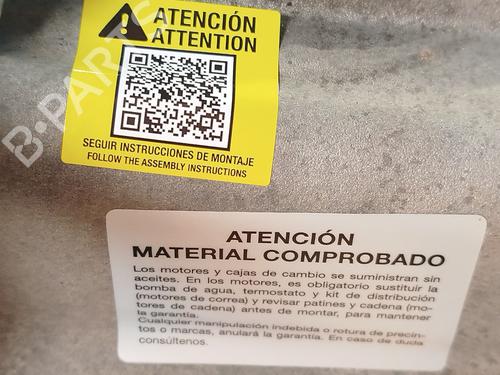 ATENCIÓN
ATTENTION
SEGUIR INSTRUCCIONES DE MONTAJE
FOLLOW THE ASSEMBLY INSTRUCTIONS
B-PARTS
ATENCIÓN
MATERIAL COMPROBADO
Los motores y cajas de cambio se suministran sin
aceites. En los motores, es obligatorio sustituir la
bomba de agua, termostato y kit de distribución
(motores de correa) y revisar patines y cadena (mo-
tores de cadena) antes de montar, para mantener
la garantía.
Cualquier manipulación indebida o rotura de precin-
tos o marcas, anulará la garantía. En caso de duda
consúltenos.